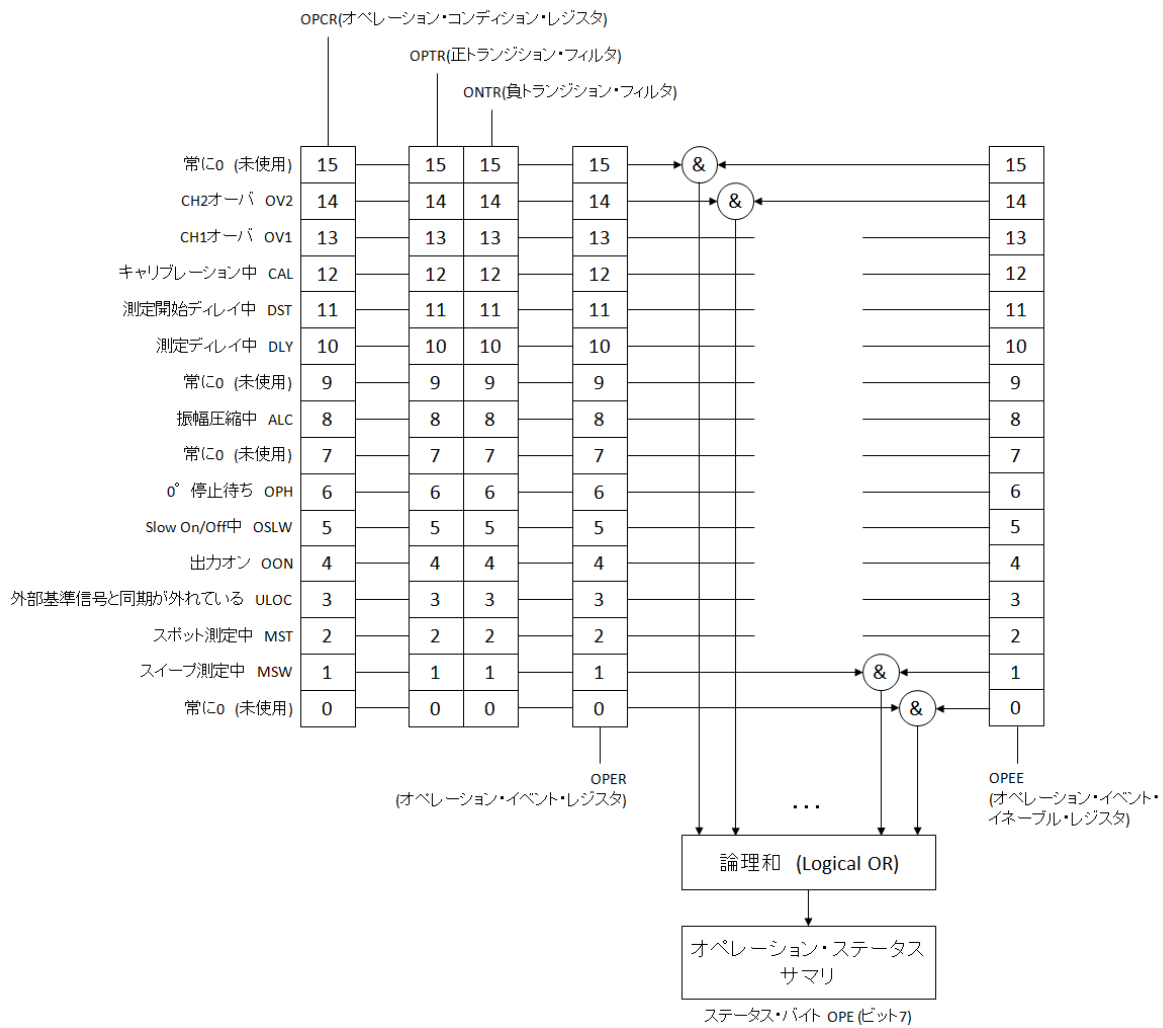 OPCR(オペレーション・コンディション・レジスタ)
OPTR(正トランジション・フィルタ)
ONTR(負トランジション・フィルタ)
常に0 (未使用) 15 15 15 15 & 15
CH2オーバ OV2 14 14 14 14 & 14
CH1オーバ OV1 13 13 13 13 13
キャリブレーション中 CAL 12 12 12 12 12
測定開始ディレイ中 DST 11 11 11 11 11
測定ディレイ中 DLY 10 10 10 10 10
常に0 (未使用) 9 9 9 9 9
振幅圧縮中 ALC 8 8 8 8 8
常に0 (未使用) 7 7 7 7 7
0°停止待ち OPH 6 6 6 6 6
Slow On/Off中 OSLW 5 5 5 5 5
出力オン OON 4 4 4 4 4
外部基準信号と同期が外れている ULOC 3 3 3 3 3
スポット測定中 MST 2 2 2 2 2
スイープ測定中 MSW 1 1 1 1 & 1
常に0 (未使用) 0 0 0 0 & 0
OPER
(オペレーション・イベント・レジスタ)
OPEE
(オペレーション・イベント・
イネーブル・レジスタ)
...
論理和 (Logical OR)
オペレーション・ステータス
サマリ
ステータス・バイト OPE (ビット7)